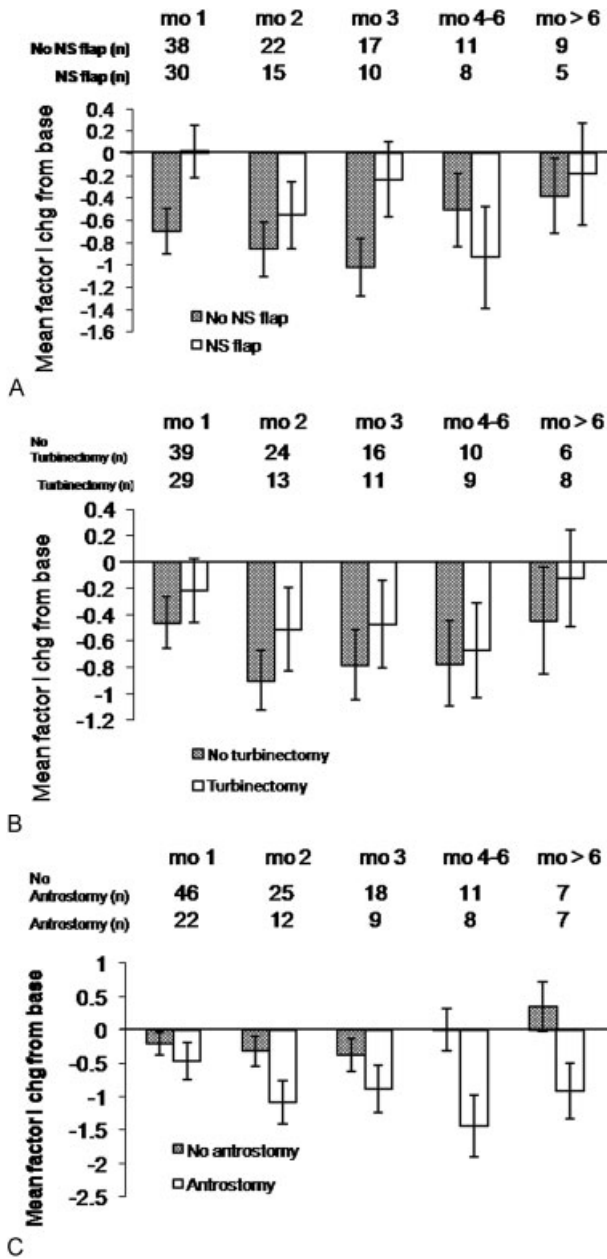 mo 1 mo 2 mo 3 mo 4-6 mo > 6
No NS flap (n) 38 22 17 11 9
NS flap (n) 30 15 10 8 5
0.4
0.2
0
-0.2
-0.4
-0.6
-0.8
-1
-1.2
-1.4
-1.6
Mean factor I chg from base
No NS flap
NS flap
A
mo 1 mo 2 mo 3 mo 4-6 mo > 6
No
Turbinectomy (n) 39 24 16 10 6
Turbinectomy (n) 29 13 11 9 8
0.4
0.2
0
-0.2
-0.4
-0.6
-0.8
-1
-1.2
Mean factor I chg from base
No turbinectomy
Turbinectomy
B
mo 1 mo 2 mo 3 mo 4-6 mo > 6
No
Antrostomy (n) 46 25 18 11 7
Antrostomy (n) 22 12 9 8 7
1
0.5
0
-0.5
-1
-1.5
-2
-2.5
Mean factor I chg from base
No antrostomy
Antrostomy
C